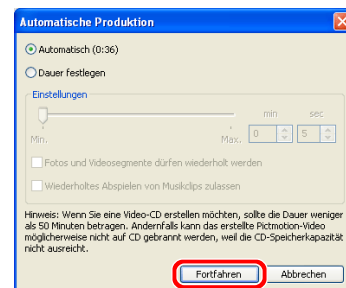 Automatische Produktion
Automatisch (0:36)
Dauer festlegen
Einstellungen
min sec
Min. Max. 0 5
Fotos und Videosegmente dürfen wiederholt werden
Wiederholtes Abspielen von Musikclips zulassen
Hinweis: Wenn Sie eine Video-CD erstellen möchten, sollte die Dauer weniger
als 50 Minuten betragen. Andernfalls kann das erstellte Pictmotion-Video
möglicherweise nicht auf CD gebrannt werden, weil die CD-Speicherkapazität
nicht ausreicht.
Fortfahren Abbrechen